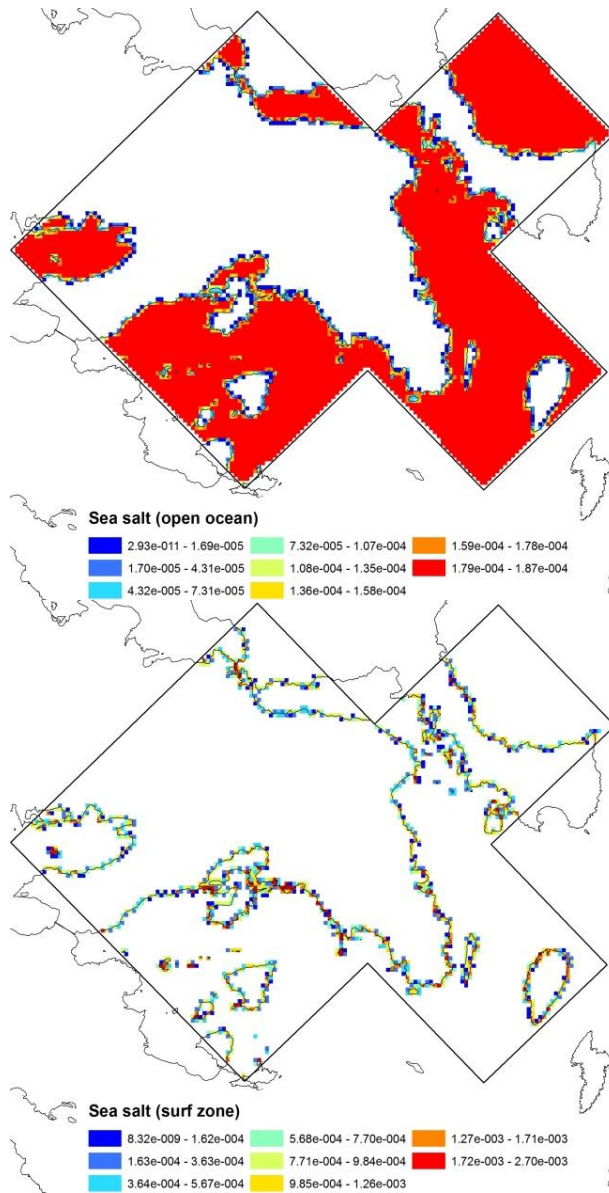 Sea salt (open ocean)
2.93e-011 - 1.69e-005 7.32e-005 - 1.07e-004 1.59e-004 - 1.78e-004
1.70e-005 - 4.31e-005 1.08e-004 - 1.35e-004 1.79e-004 - 1.87e-004
4.32e-005 - 7.31e-005 1.36e-004 - 1.58e-004
Sea salt (surf zone)
8.32e-009 - 1.62e-004 5.68e-004 - 7.70e-004 1.27e-003 - 1.71e-003
1.63e-004 - 3.63e-004 7.71e-004 - 9.84e-004 1.72e-003 - 2.70e-003
3.64e-004 - 5.67e-004 9.85e-004 - 1.26e-003